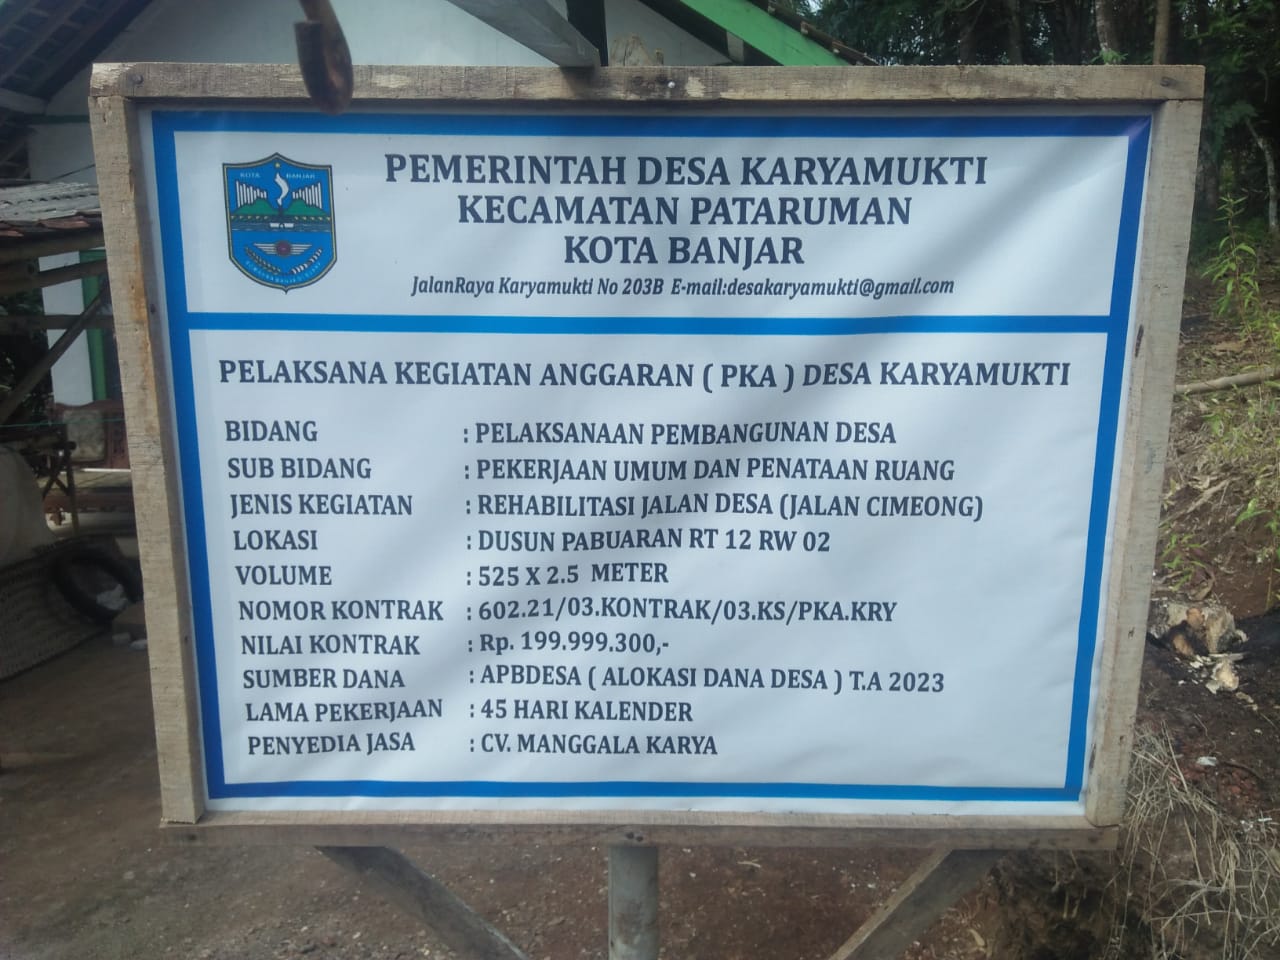 KOTA BANJAR
PEMERINTAH DESA KARYAMUKTI
KECAMATAN PATARUMAN
KOTA BANJAR
JalanRaya Karyamukti No 203B E-mail:desakaryamukti@gmail.com
PELAKSANA KEGIATAN ANGGARAN ( PKA ) DESA KARYAMUKTI
BIDANG : PELAKSANAAN PEMBANGUNAN DESA
SUB BIDANG : PEKERJAAN UMUM DAN PENATAAN RUANG
JENIS KEGIATAN : REHABILITASI JALAN DESA (JALAN CIMEONG)
LOKASI : DUSUN PABUARAN RT 12 RW 02
VOLUME : 525 X 2.5 METER
NOMOR KONTRAK : 602.21/03.KONTRAK/03.KS/PKA.KRY
NILAI KONTRAK : Rp. 199.999.300,-
SUMBER DANA : APBDESA ( ALOKASI DANA DESA ) T.A 2023
LAMA PEKERJAAN : 45 HARI KALENDER
PENYEDIA JASA : CV. MANGGALA KARYA